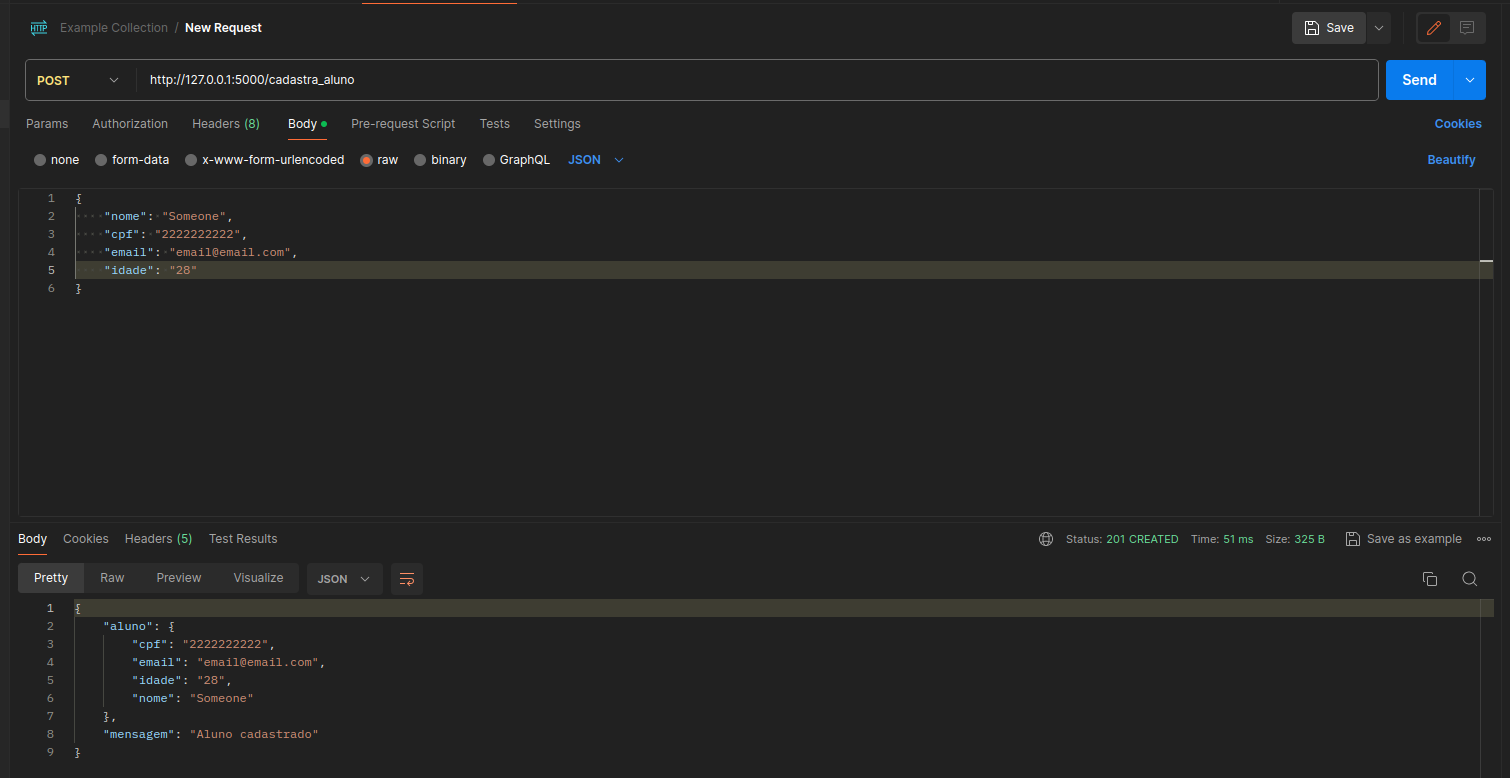 HTTP Example Collection / New Request Save
POST http://127.0.0.1:5000/cadastra_aluno Send
Params Authorization Headers (8) Body Pre-request Script Tests Settings Cookies
none form-data x-www-form-urlencoded raw binary GraphQL JSON Beautify
1 {
2 "nome": "Someone",
3 "cpf": "2222222222",
4 "email": "email@email.com",
5 "idade": "28"
6 }
Body Cookies Headers (5) Test Results Status: 201 CREATED Time: 51 ms Size: 325 B Save as example
Pretty Raw Preview Visualize JSON
1 {
2 "aluno": {
3 "cpf": "2222222222",
4 "email": "email@email.com",
5 "idade": "28",
6 "nome": "Someone"
7 },
8 "mensagem": "Aluno cadastrado"
9 }